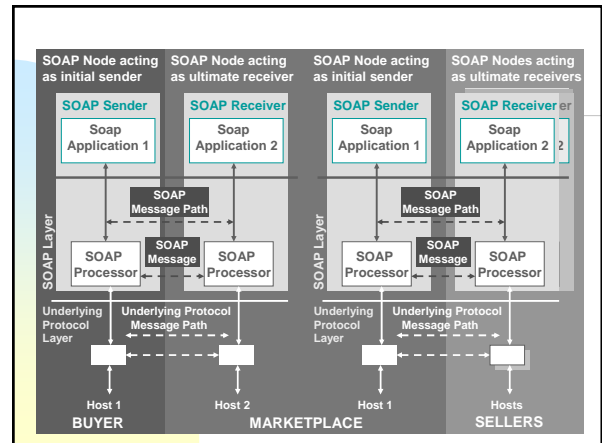 SOAP Node acting
as initial sender
SOAP Node acting
as ultimate receiver
SOAP Node acting
as initial sender
SOAP Nodes acting
as ultimate receivers
SOAP Sender
SOAP Receiver
SOAP Sender
SOAP Receiver
er
Soap
Application 1
Soap
Application 2
Soap
Application 1
Soap
Application 2
2
SOAP
Message Path
SOAP
Message Path
SOAP Layer
SOAP
Processor
SOAP
Message
SOAP
Processor
SOAP Layer
SOAP
Processor
SOAP
Message
SOAP
Processor
Underlying
Protocol
Layer
Underlying Protocol
Message Path
Underlying
Protocol
Layer
Underlying Protocol
Message Path
Host 1
Host 2
Host 1
Hosts
BUYER
MARKETPLACE
SELLERS